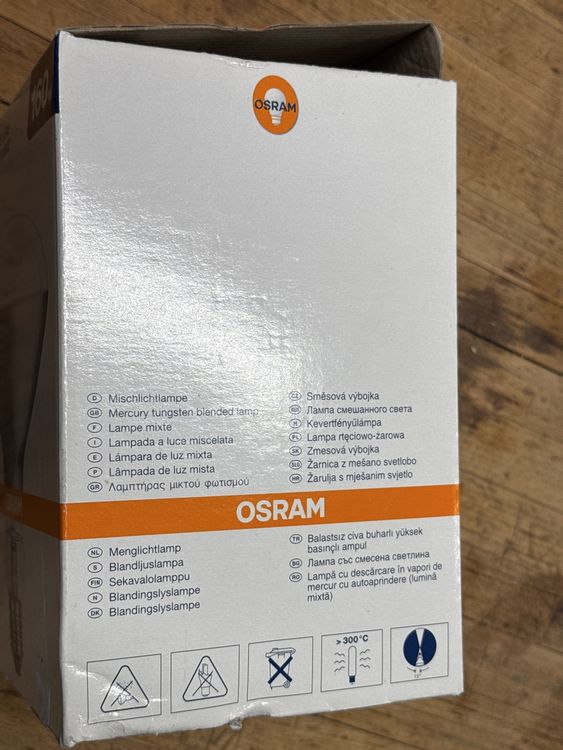 160
OSRAM
D Mischlichtlampe
GB Mercury tungsten blended lamp
F Lampe mixte
I Lampada a luce miscelata
E Lámpara de luz mixta
P Lâmpada de luz mista
GR Λαμπτήρας μικτού φωτισμού
CZ Směsová výbojka
RUS Лампа смешанного света
H Kevertfényűlámpa
PL Lampa rtęciowo-żarowa
SK Zmesová výbojka
SLO Žarnica z mešano svetlobo
HR Žarulja s mješanim svjetlo
OSRAM
NL Menglichtlamp
S Blandljuslampa
FIN Sekavalolamppu
N Blandingslyslampe
DK Blandingslyslampe
TR Balastsız civa buharlı yüksek
basınçlı ampul
BG Лампа със смесена светлина
RO Lampă cu descărcare în vapori de
mercur cu autoaprindere (lumină
mixtă)
> 300 °C
15°